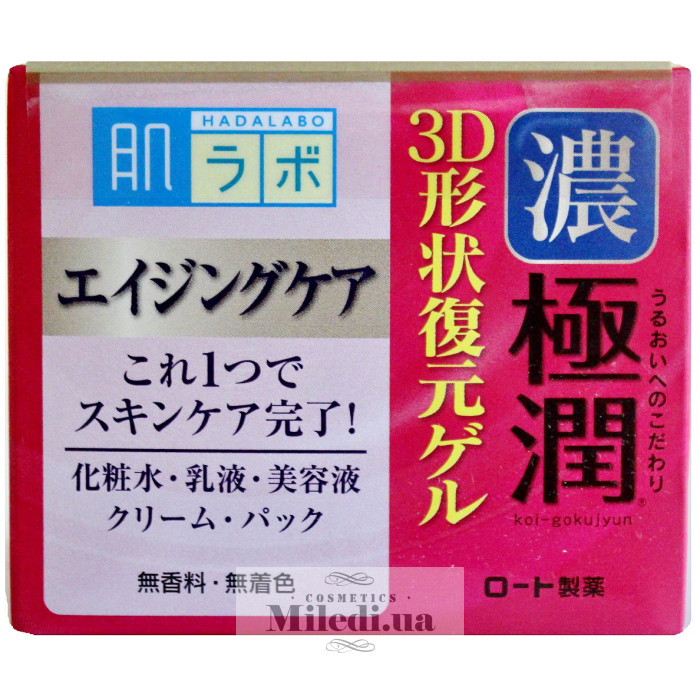 HADALABO
肌ラボ
エイジングケア
これ1つで
スキンケア完了!
化粧水・乳液・美容液
クリーム・パック
無香料・無着色
3D形状復元ゲル
濃
極潤®
うるおいへのこだわり
koi-gokujyun
ロート製薬
COSMETICS
Miledi.ua